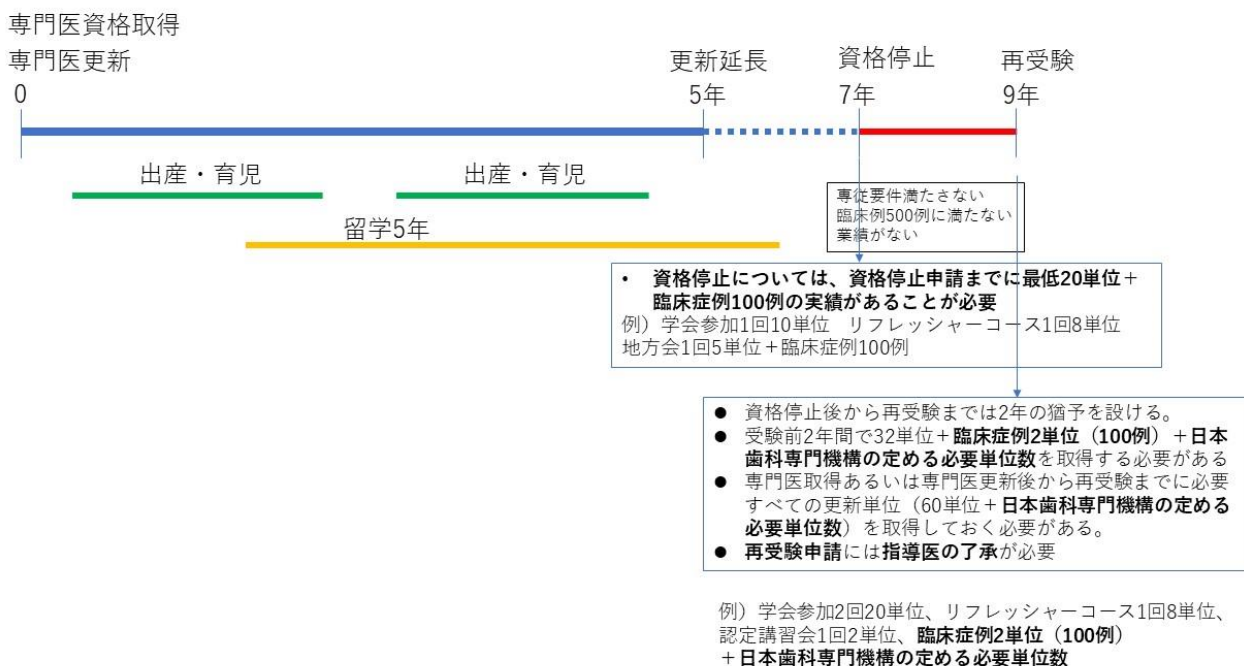 専門医資格取得
専門医更新
更新延長
資格停止
再受験
0
5年
7年
9年
出産・育児
出産・育児
留学5年
専従要件満たさない
臨床例500例に満たない
業績がない
• 資格停止については、資格停止申請までに最低20単位＋
臨床症例100例の実績があることが必要
例）学会参加1回10単位　リフレッシャーコース1回8単位
地方会1回5単位＋臨床症例100例
● 資格停止後から再受験までは2年の猶予を設ける。
● 受験前2年間で32単位＋臨床症例2単位（100例）＋日本
歯科専門機構の定める必要単位数を取得する必要がある
● 専門医取得あるいは専門医更新後から再受験までに必要
すべての更新単位（60単位＋日本歯科専門機構の定める
必要単位数）を取得しておく必要がある。
● 再受験申請には指導医の了承が必要
例）学会参加2回20単位、リフレッシャーコース1回8単位、
認定講習会1回2単位、臨床症例2単位（100例）
＋日本歯科専門機構の定める必要単位数